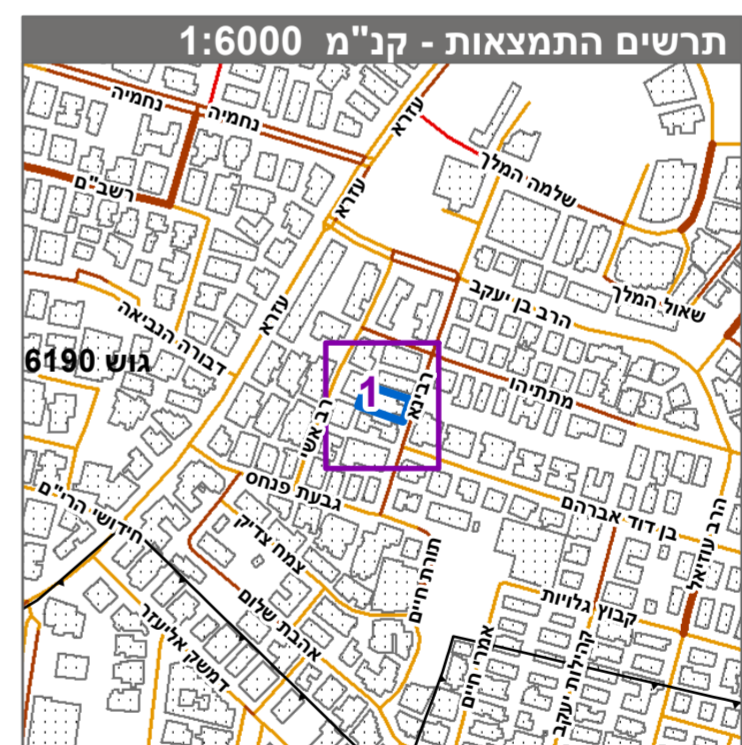 תרשים התמצאות - קנ"מ 1:6000
נחמיה
נחמיה
עזרא
שלמה המלך
רשב"ם
עזרא
שאול המלך
הרב בן יעקב
עזרא
דבורה הנביאה
גוש 6190
מתתיהו
1
רבינא
רב אשי
גבעת פנחס
חידושי הרי"ם
בן דוד אברהם
הרב עוזיאל
צמח צדיק
תורת חיים
אהבת שלום
קבוץ גלויות
דמשק אליעזר
אמרי חיים
קהילות יעקב